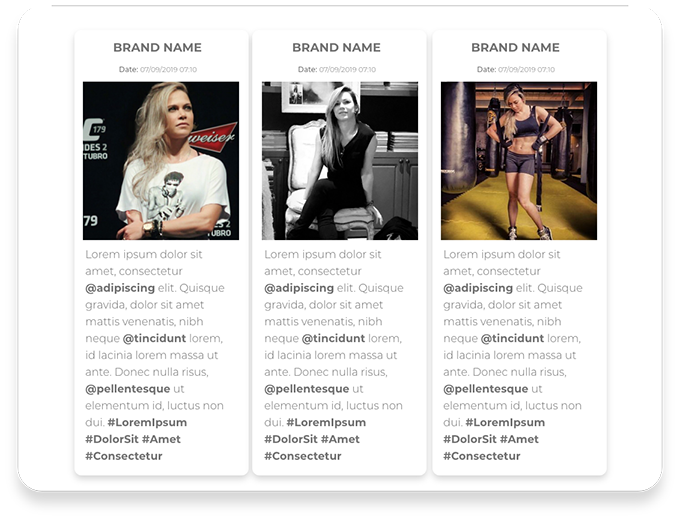 BRAND NAME
Date: 07/09/2019 07:10
179
DES 2
TUBRO
weiser
179
UBRO
Lorem ipsum dolor sit
amet, consectetur
@adipiscing elit. Quisque
gravida, dolor sit amet
mattis venenatis, nibh
neque @tincidunt lorem,
id lacinia lorem massa ut
ante. Donec nulla risus,
@pellentesque ut
elementum id, luctus non
dui. #LoremIpsum
#DolorSit #Amet
#Consectetur
BRAND NAME
Date: 07/09/2019 07:10
Lorem ipsum dolor sit
amet, consectetur
@adipiscing elit. Quisque
gravida, dolor sit amet
mattis venenatis, nibh
neque @tincidunt lorem,
id lacinia lorem massa ut
ante. Donec nulla risus,
@pellentesque ut
elementum id, luctus non
dui. #LoremIpsum
#DolorSit #Amet
#Consectetur
BRAND NAME
Date: 07/09/2019 07:10
Lorem ipsum dolor sit
amet, consectetur
@adipiscing elit. Quisque
gravida, dolor sit amet
mattis venenatis, nibh
neque @tincidunt lorem,
id lacinia lorem massa ut
ante. Donec nulla risus,
@pellentesque ut
elementum id, luctus non
dui. #LoremIpsum
#DolorSit #Amet
#Consectetur